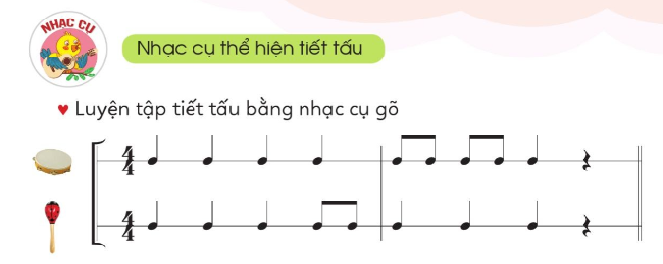 NHẠC CỤ
Nhạc cụ thể hiện tiết tấu
Luyện tập tiết tấu bằng nhạc cụ gõ
4
4
4
4